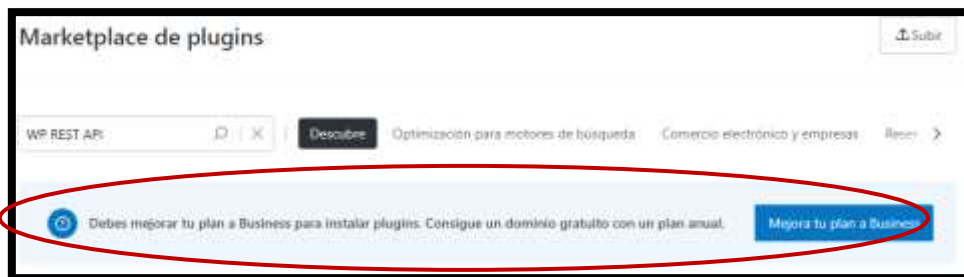 Marketplace de plugins
Subir
WP REST API
Descubre
Optimización para motores de búsqueda
Comercio electrónico y empresas
Debes mejorar tu plan a Business para instalar plugins. Consigue un dominio gratuito con un plan anual.
Mejora tu plan a Business